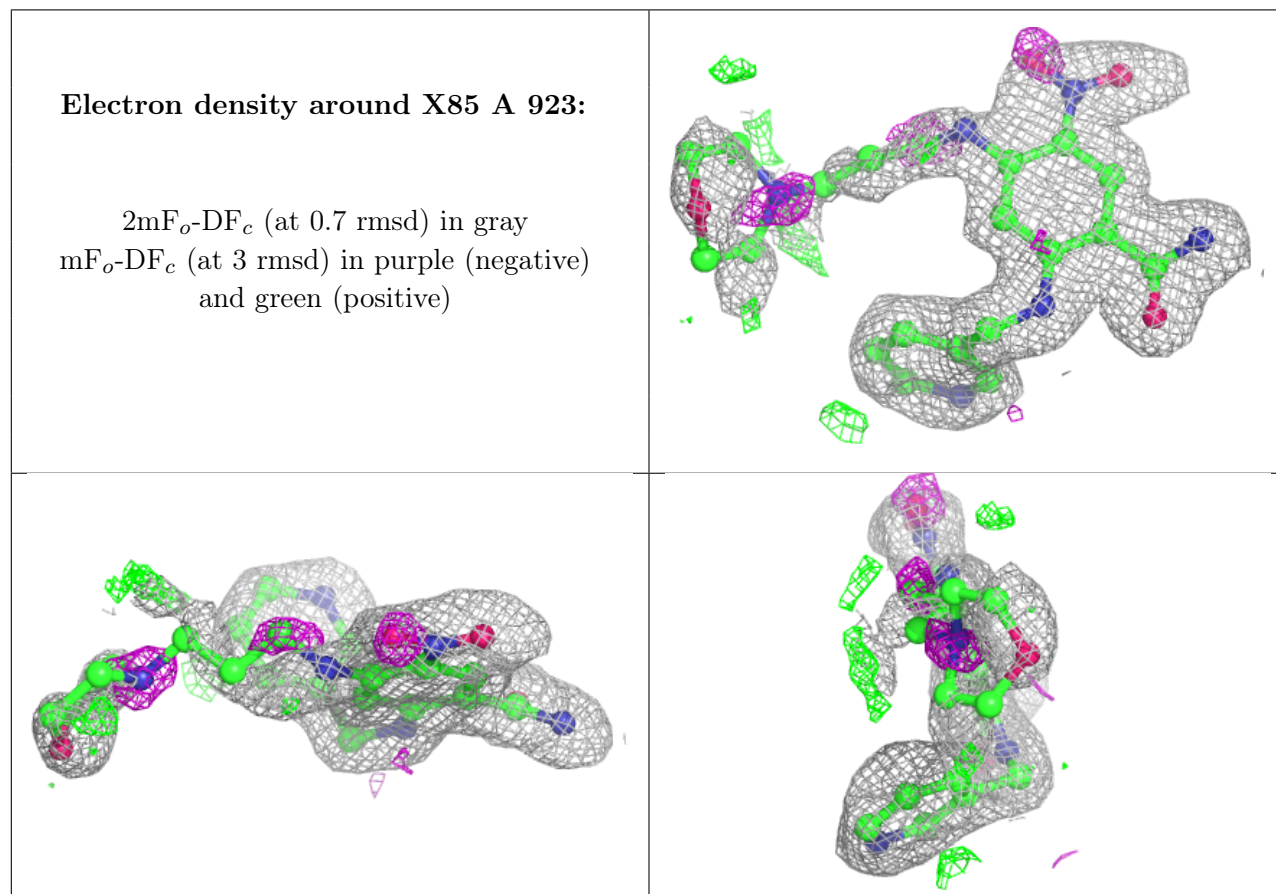 Electron density around X85 A 923:
2mFo-DFc (at 0.7 rmsd) in gray
mFo-DFc (at 3 rmsd) in purple (negative)
and green (positive)